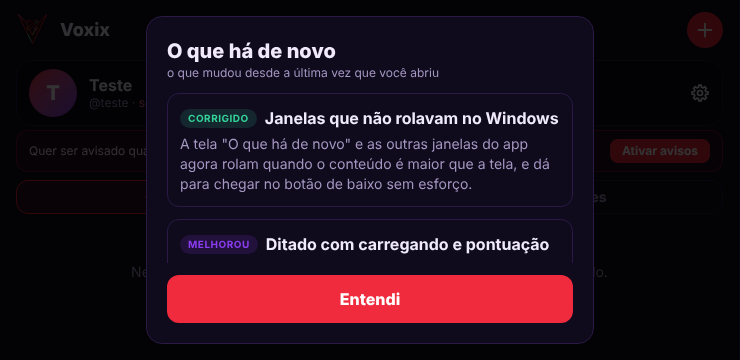 Voxix
O que há de novo
o que mudou desde a última vez que você abriu
T
Teste
@teste
CORRIGIDO Janelas que não rolavam no Windows
A tela "O que há de novo" e as outras janelas do app
agora rolam quando o conteúdo é maior que a tela, e dá
para chegar no botão de baixo sem esforço.
Quer ser avisado
Ativar avisos
MELHOROU Ditado com carregando e pontuação
Entendi